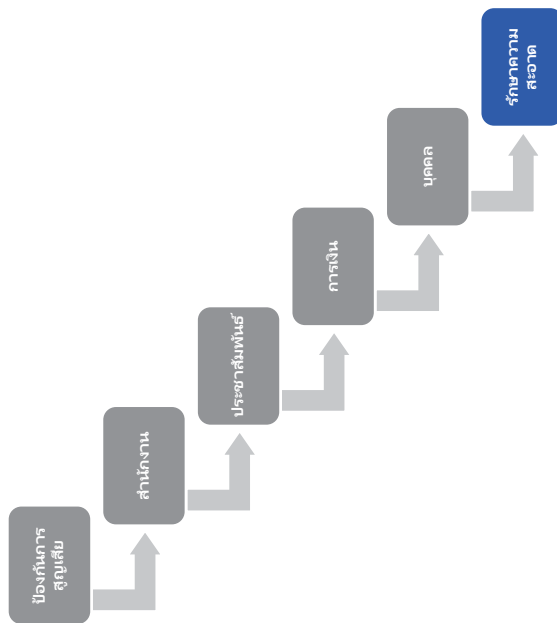 ป้องกันการ
สูญเสีย
สำนักงาน
ประชาสัมพันธ์
การเงิน
บุคคล
รักษาความ
สะอาด